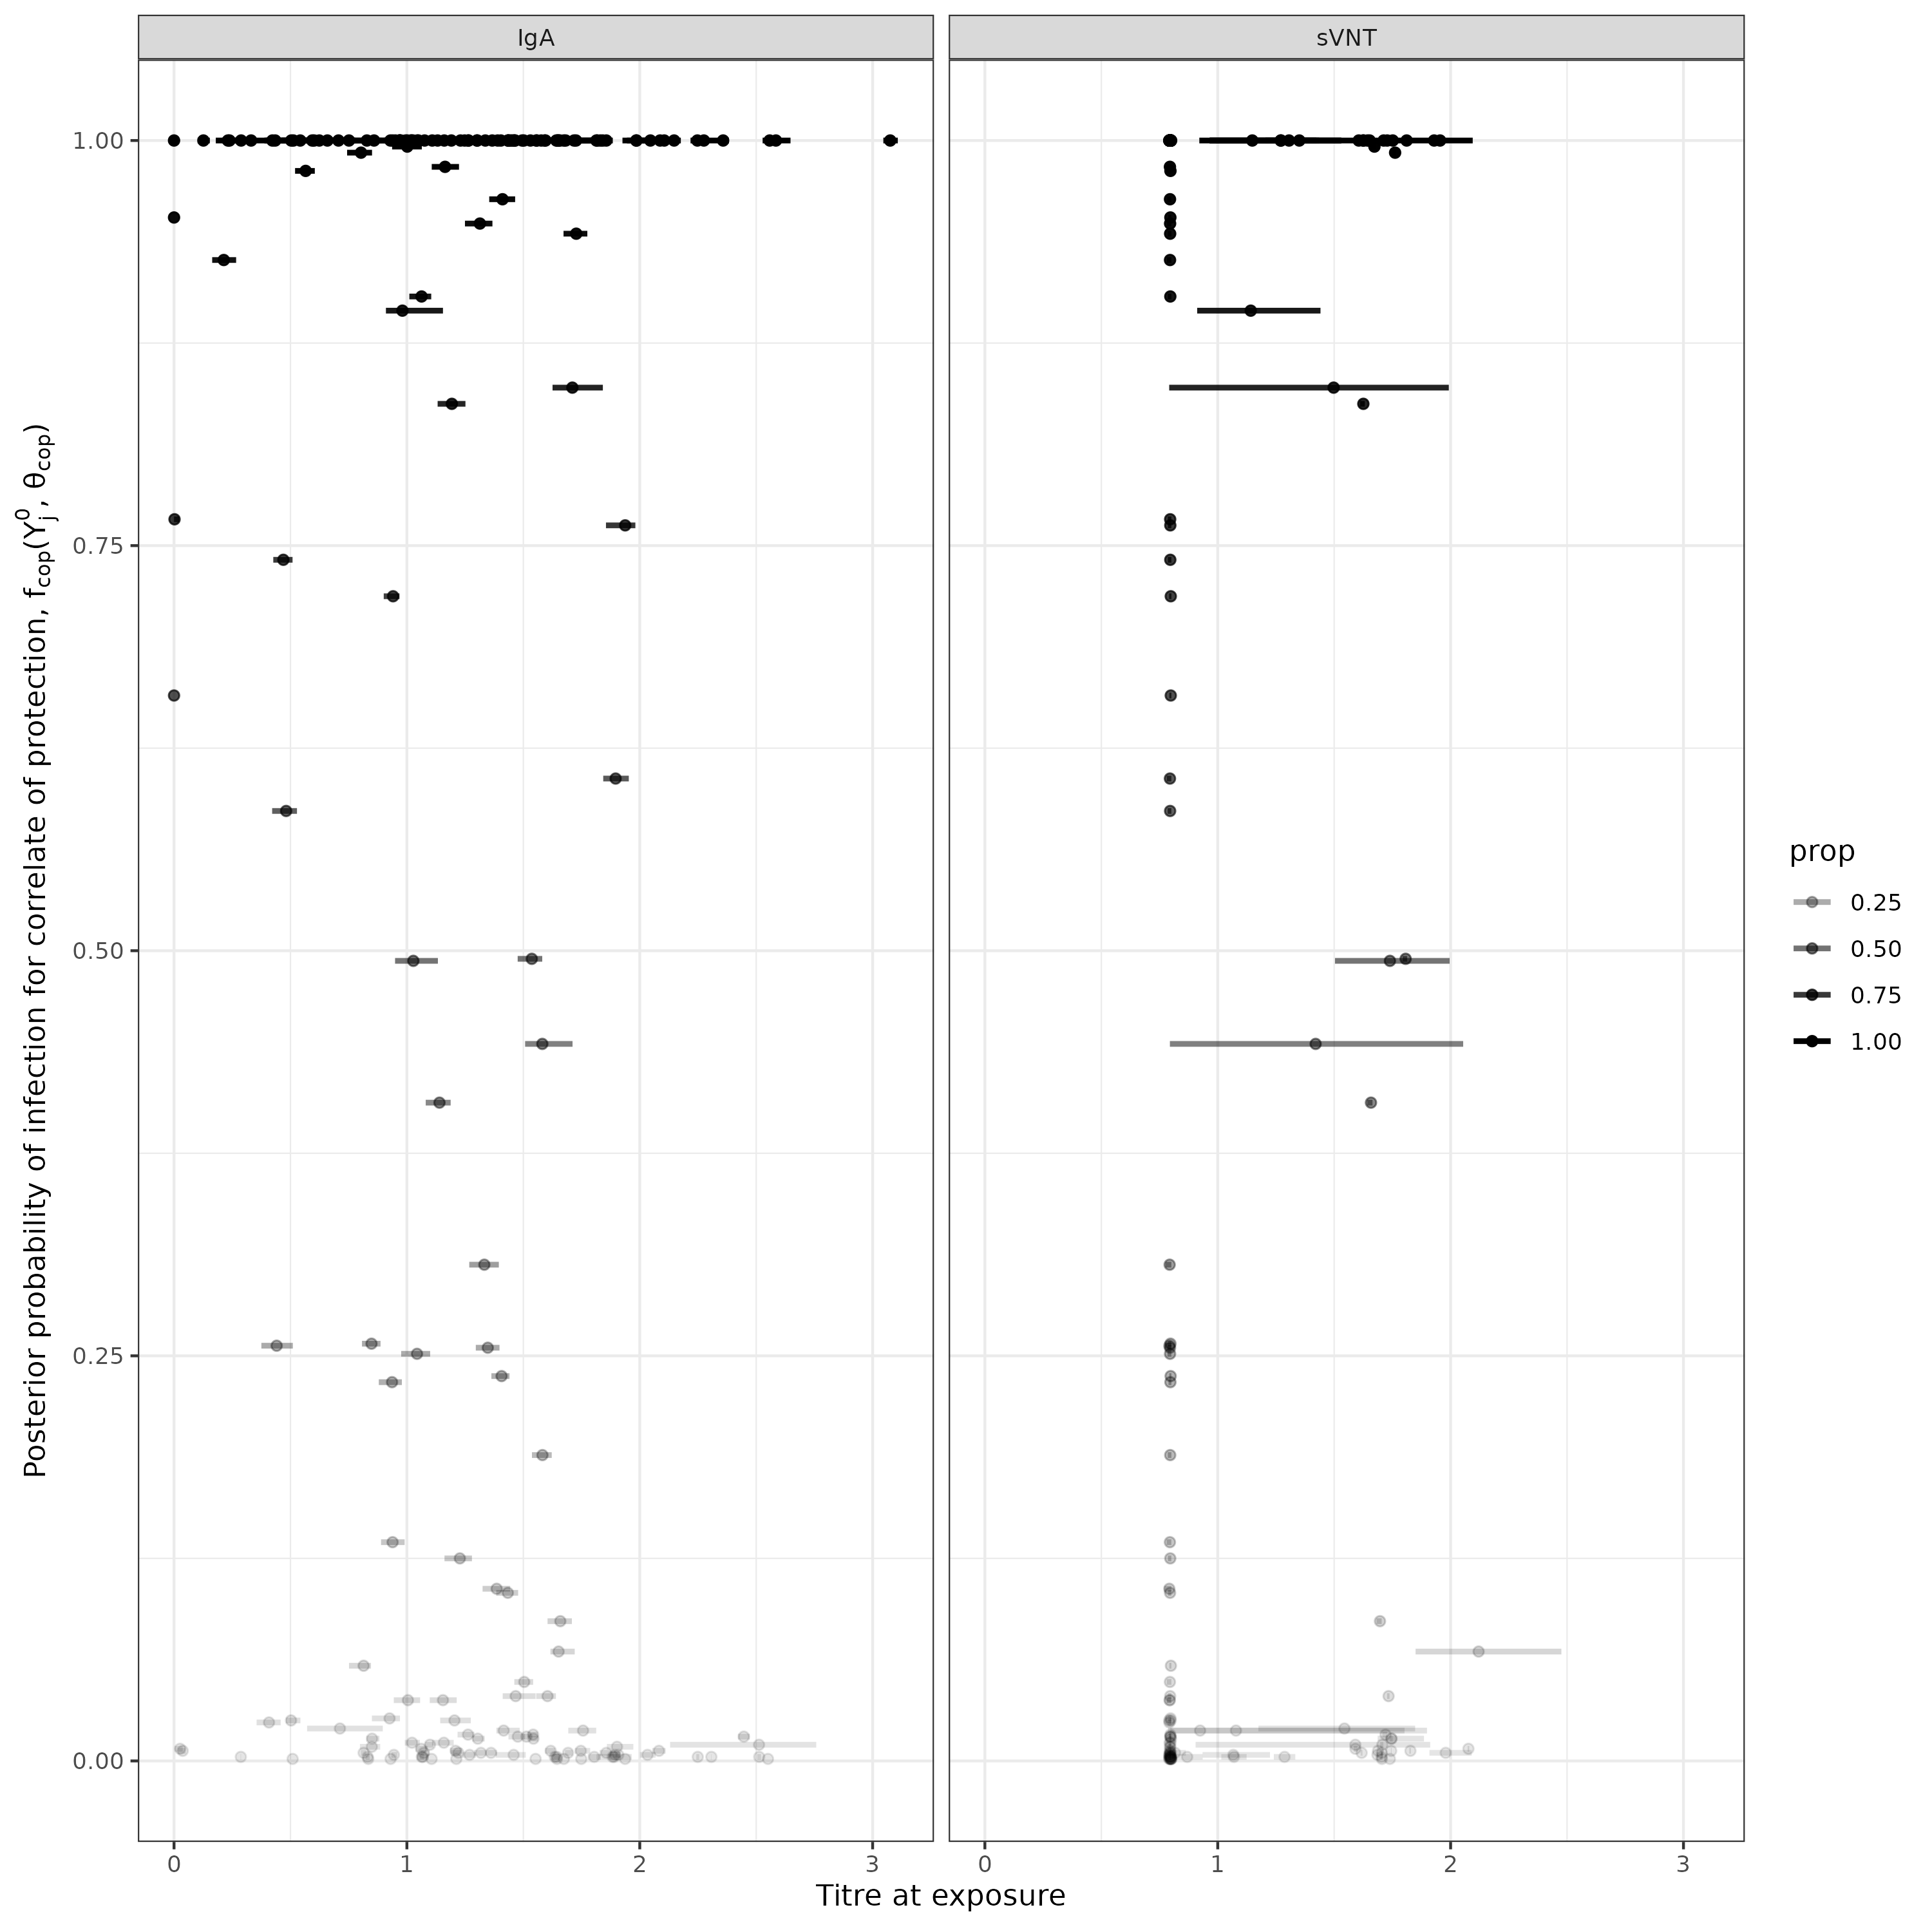 IgA
sVNT
Posterior probability of infection for correlate of protection, f_cop(Y_j^0, θ_cop)
1.00
0.75
0.50
0.25
0.00
0 1 2 3
0 1 2 3
Titre at exposure
prop
0.25
0.50
0.75
1.00